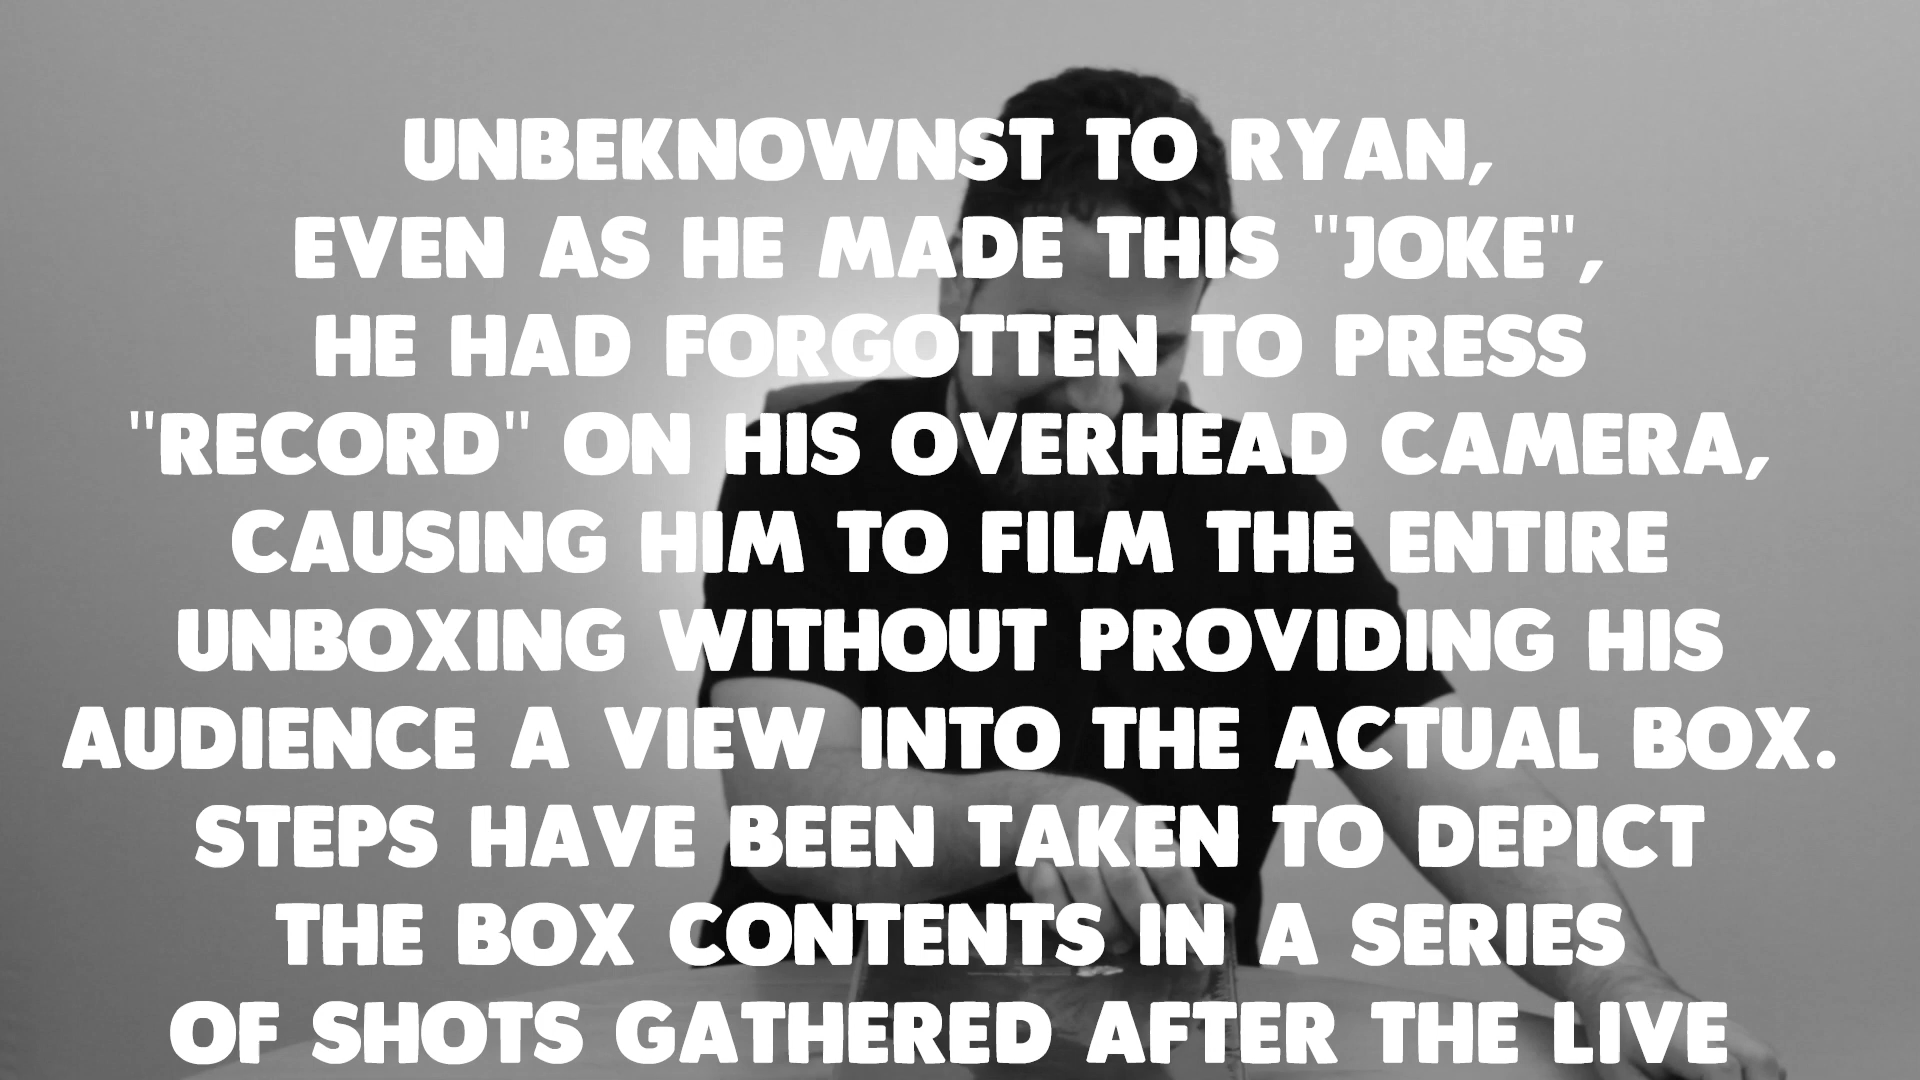 UNBEKNOWNST TO RYAN,
EVEN AS HE MADE THIS "JOKE",
HE HAD FORGOTTEN TO PRESS
"RECORD" ON HIS OVERHEAD CAMERA,
CAUSING HIM TO FILM THE ENTIRE
UNBOXING WITHOUT PROVIDING HIS
AUDIENCE A VIEW INTO THE ACTUAL BOX.
STEPS HAVE BEEN TAKEN TO DEPICT
THE BOX CONTENTS IN A SERIES
OF SHOTS GATHERED AFTER THE LIVE